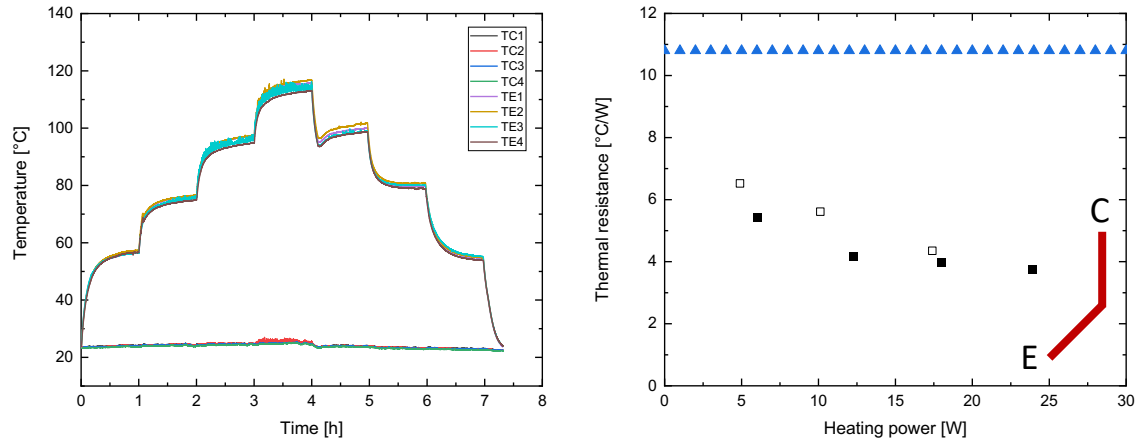 140
120
100
80
60
40
20
0
1
2
3
4
5
6
7
8
Temperature [°C]
Time [h]
TC1
TC2
TC3
TC4
TE1
TE2
TE3
TE4
12
10
8
6
4
2
0
0
5
10
15
20
25
30
Thermal resistance [°C/W]
Heating power [W]
C
E